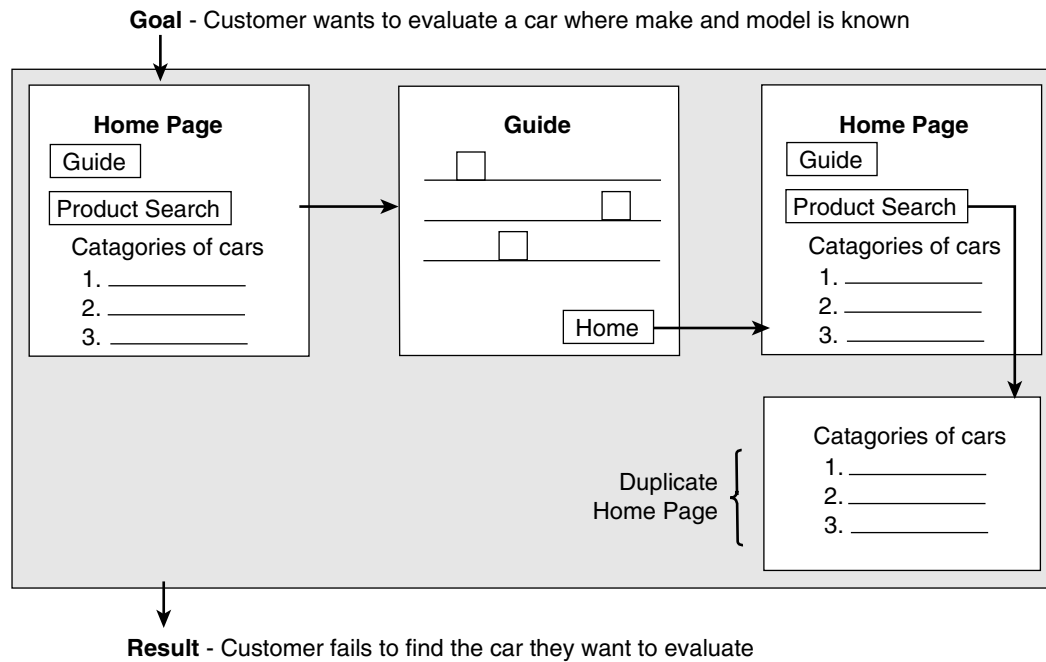 Goal - Customer wants to evaluate a car where make and model is known
Home Page
Guide
Product Search
Catagories of cars
1.
2.
3.
Guide
Home
Home Page
Guide
Product Search
Catagories of cars
1.
2.
3.
Duplicate
Home Page
Catagories of cars
1.
2.
3.
Result - Customer fails to find the car they want to evaluate